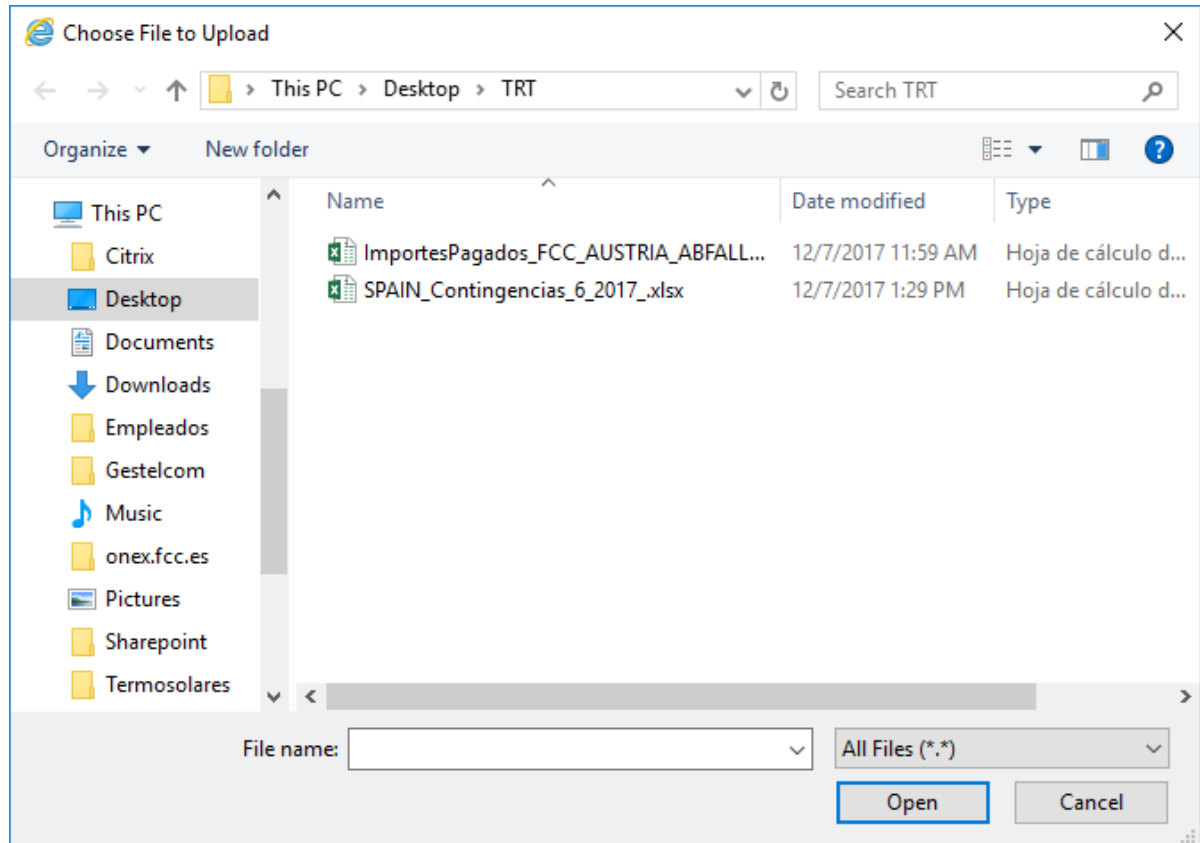 Choose File to Upload
This PC > Desktop > TRT
Search TRT
Organize
New folder
Name
Date modified
Type
ImportesPagados_FCC_AUSTRIA_ABFALL... 12/7/2017 11:59 AM Hoja de cálculo d...
SPAIN_Contingencias_6_2017_.xlsx 12/7/2017 1:29 PM Hoja de cálculo d...
This PC
Citrix
Desktop
Documents
Downloads
Empleados
Gestelcom
Music
onex.fcc.es
Pictures
Sharepoint
Termosolares
File name:
All Files (*.*)
Open
Cancel